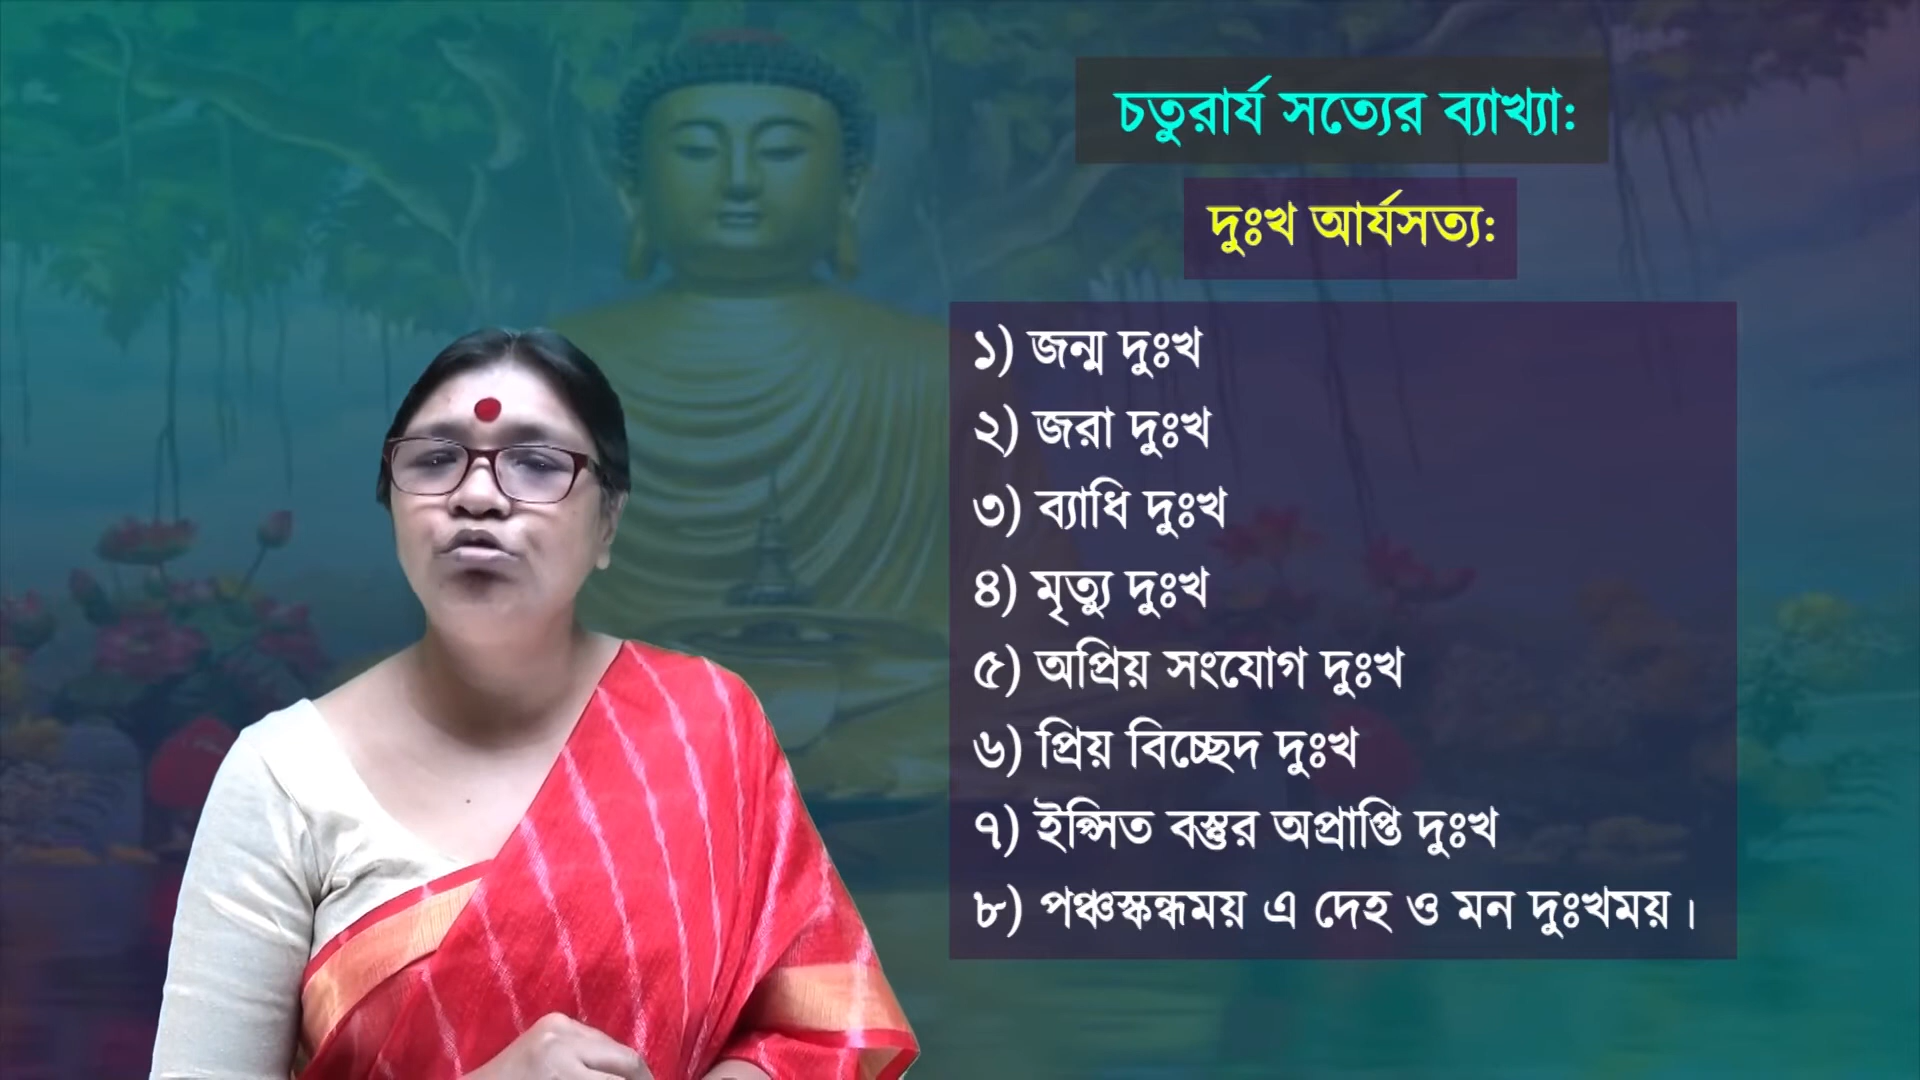 চতুরার্য সত্যের ব্যাখ্যা:
দুঃখ আর্যসত্য:
১) জন্ম দুঃখ
২) জরা দুঃখ
৩) ব্যাধি দুঃখ
৪) মৃত্যু দুঃখ
৫) অপ্রিয় সংযোগ দুঃখ
৬) প্রিয় বিচ্ছেদ দুঃখ
৭) ইপ্সিত বস্তুর অপ্রাপ্তি দুঃখ
৮) পঞ্চস্কন্ধময় এ দেহ ও মন দুঃখময়।